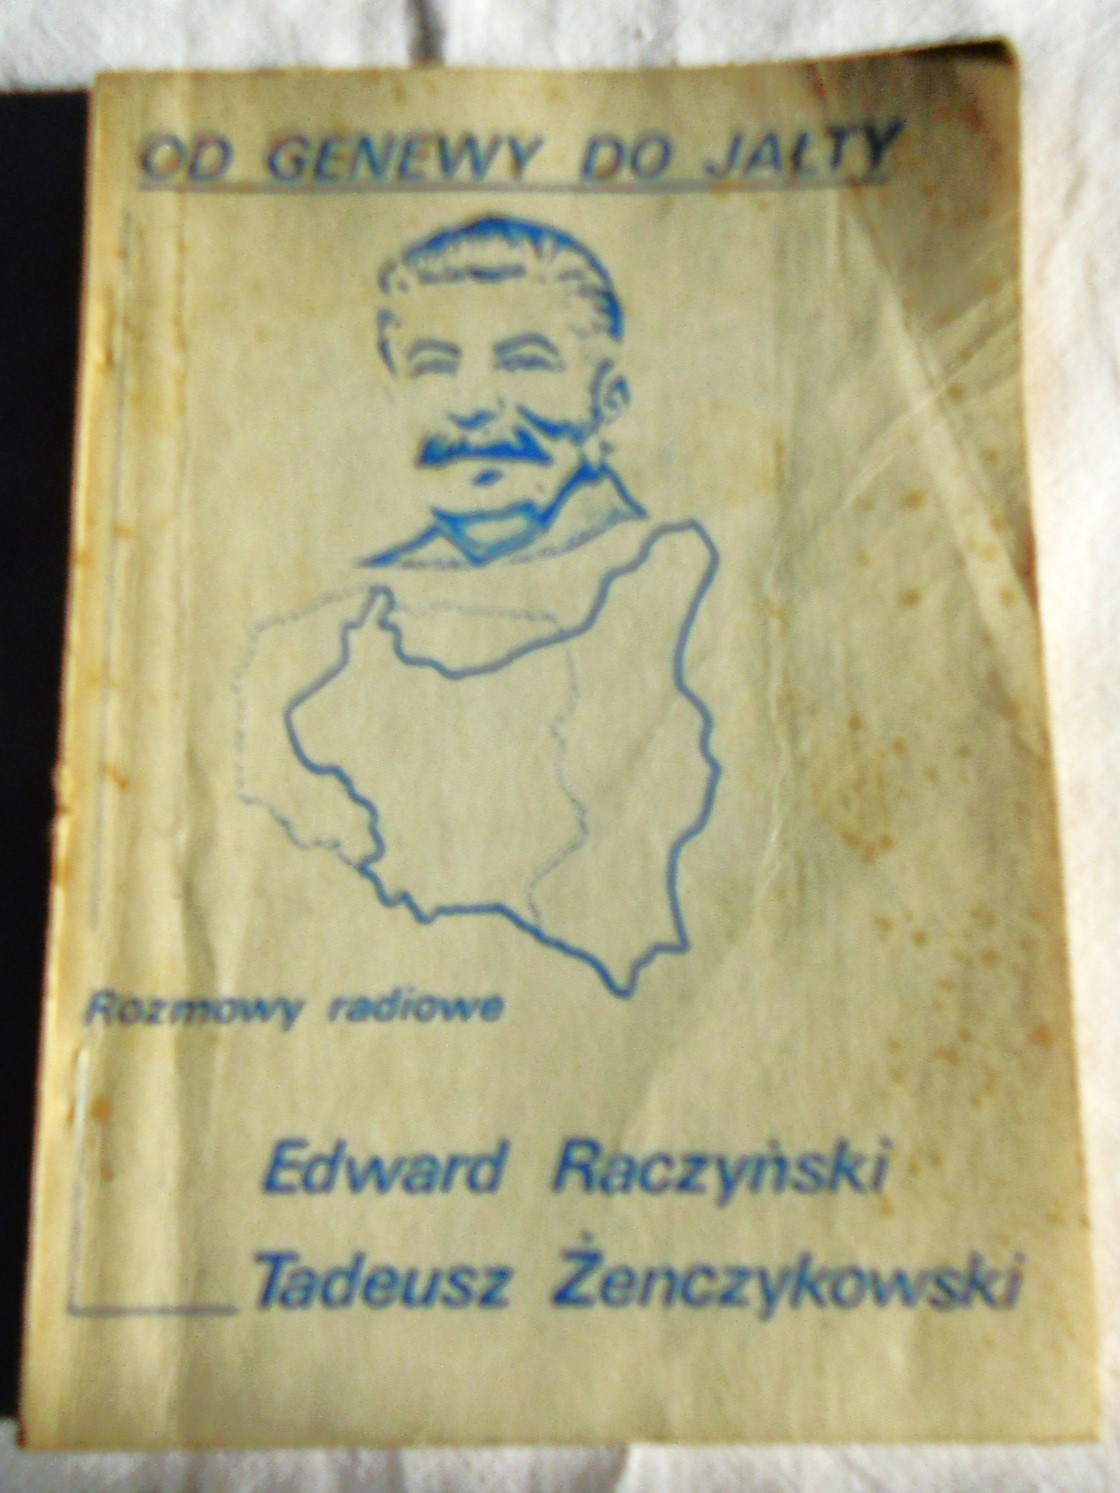 OD GENEWY DO JAŁTY
Rozmowy radiowe
Edward Raczyński
Tadeusz Żenczykowski